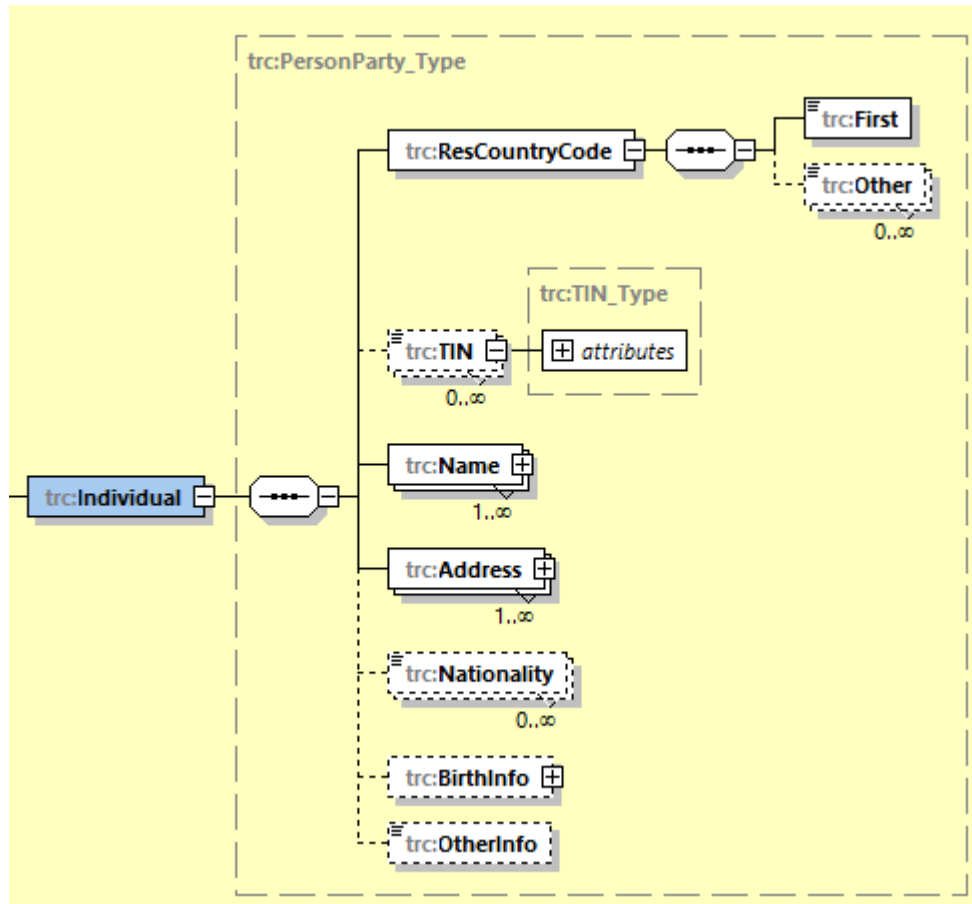 trc:PersonParty_Type
trc:First
trc:ResCountryCode
trc:Other
0..∞
trc:TIN_Type
trc:TIN
attributes
0..∞
trc:Name
1..∞
trc:Individual
trc:Address
1..∞
trc:Nationality
0..∞
trc:BirthInfo
trc:OtherInfo